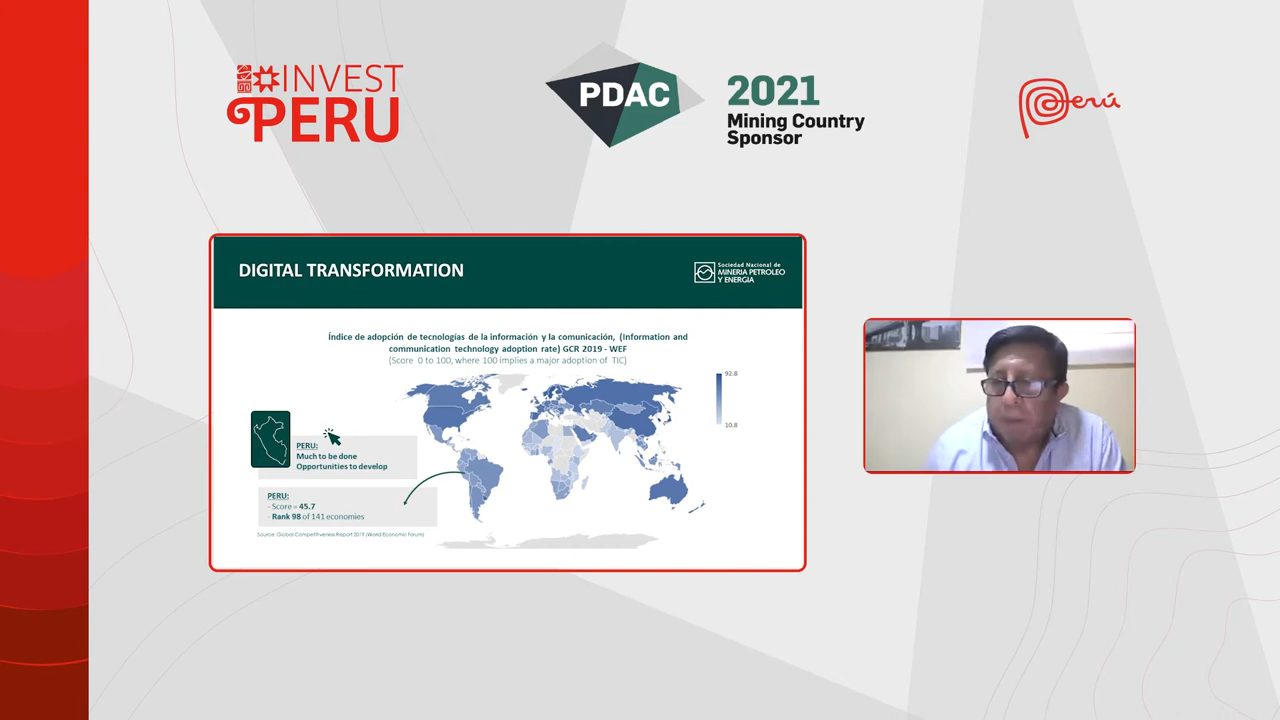 INVEST
PERU
PDAC
2021
Mining Country
Sponsor
Perú
DIGITAL TRANSFORMATION
Sociedad Nacional de
MINERIA PETROLEO
Y ENERGIA
Índice de adopción de tecnologías de la información y la comunicación, (Information and
communication technology adoption rate) GCR 2019 - WEF
(Score 0 to 100, where 100 implies a major adoption of TIC)
92.8
10.8
PERU:
Much to be done
Opportunities to develop
PERU:
- Score = 45.7
- Rank 98 of 141 economies
Source: Global Competitiveness Report 2019 (World Economic Forum)